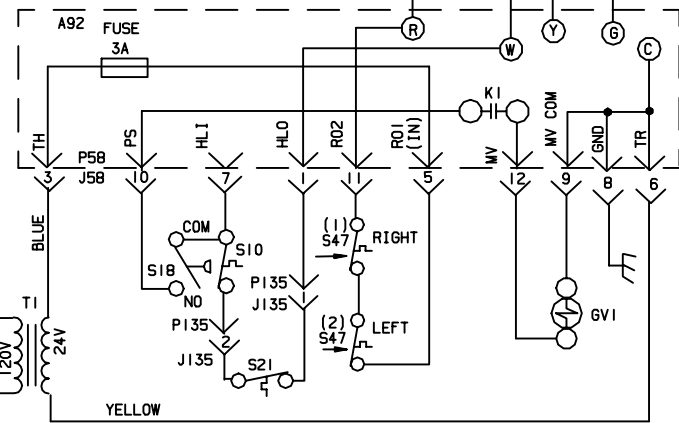 A92
FUSE
3A
R
W
Y
G
C
K1
TH
PS
HLI
HLO
RO2
RO1
(IN)
MV
MV COM
GND
TR
P58
J58
3
10
7
1
11
5
12
9
8
6
BLUE
COM
S10
S18
NO
(1)
S47
RIGHT
P135
1
J135
P135
2
J135
(2)
S47
LEFT
GV1
T1
120V
24V
S21
YELLOW